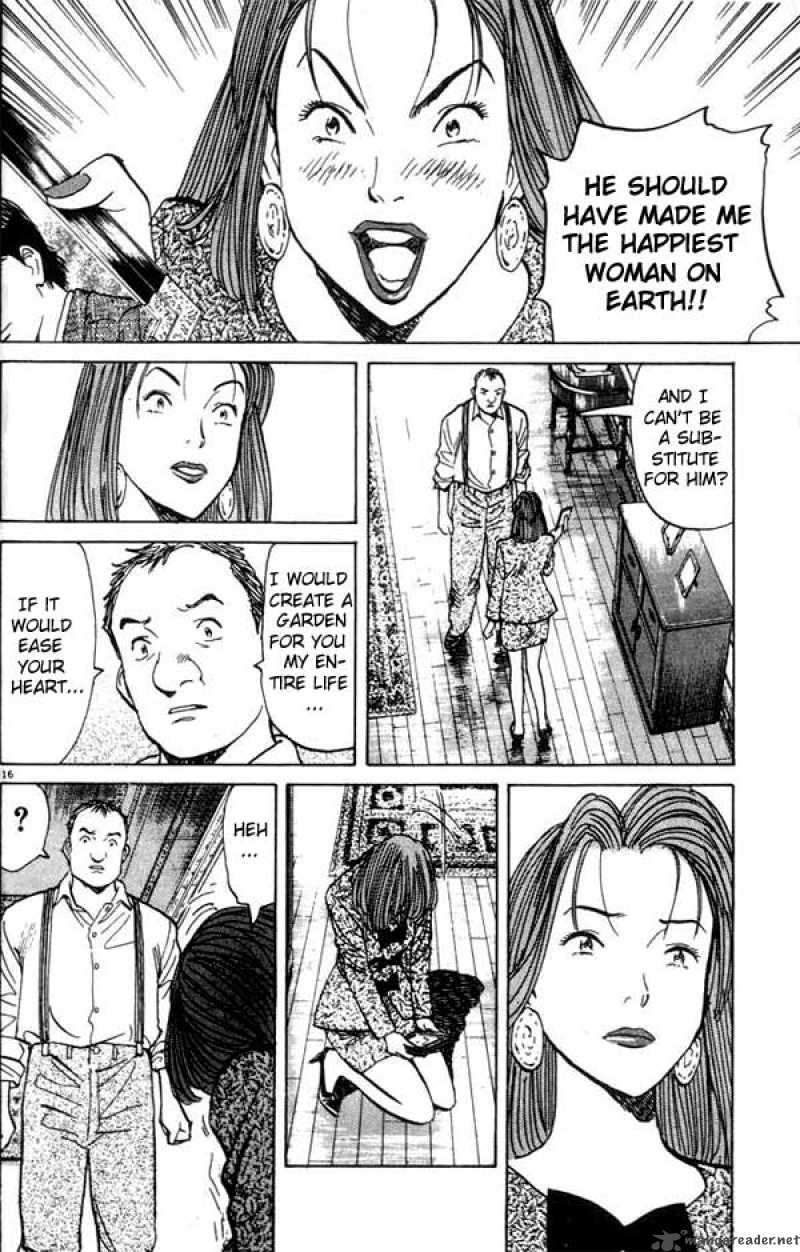 HE SHOULD
HAVE MADE ME
THE HAPPIEST
WOMAN ON
EARTH!!
AND I
CAN'T BE
A SUB-
STITUTE
FOR HIM?
I WOULD
CREATE A
GARDEN
FOR YOU
MY EN-
TIRE LIFE
...
IF IT
WOULD
EASE
YOUR
HEART...
16
HEH
...
?
mangareader.net